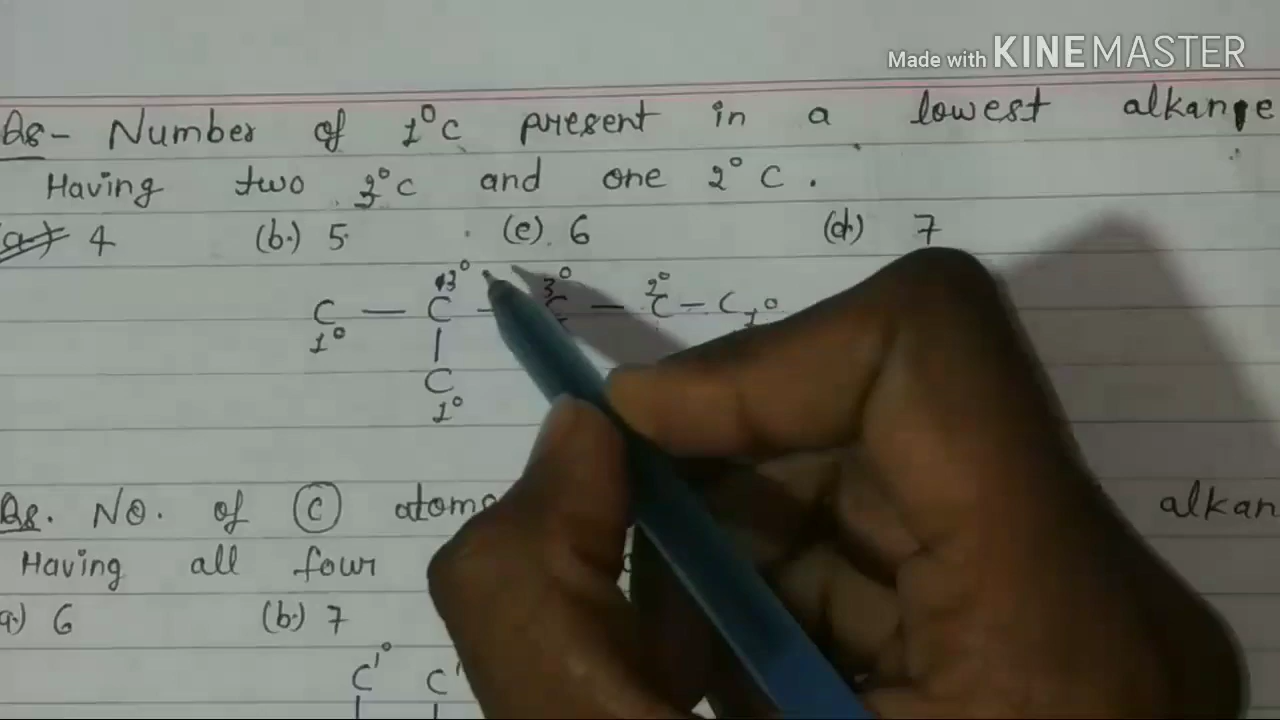 Made with KINEMASTER
Qs- Number of 1°C present in a lowest alkane
Having two 3°C and one 2° C.
(a) 4 (b.) 5. (c). 6 (d.) 7
3° 3° 2°
C — C - C — C - C 1°
1°
C
1°
Qs. No. of C atoms alkan
Having all four
a.) 6 (b.) 7
C 1° C